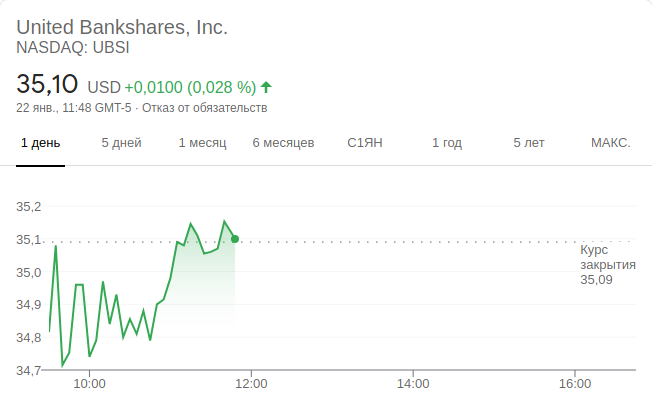 United Bankshares, Inc.
NASDAQ: UBSI
35,10 USD +0,0100 (0,028 %)
22 янв., 11:48 GMT-5 · Отказ от обязательств
1 день 5 дней 1 месяц 6 месяцев С1ЯН 1 год 5 лет МАКС.
35,2
35,1
35,0
34,9
34,8
34,7
Курс
закрытия
35,09
10:00 12:00 14:00 16:00